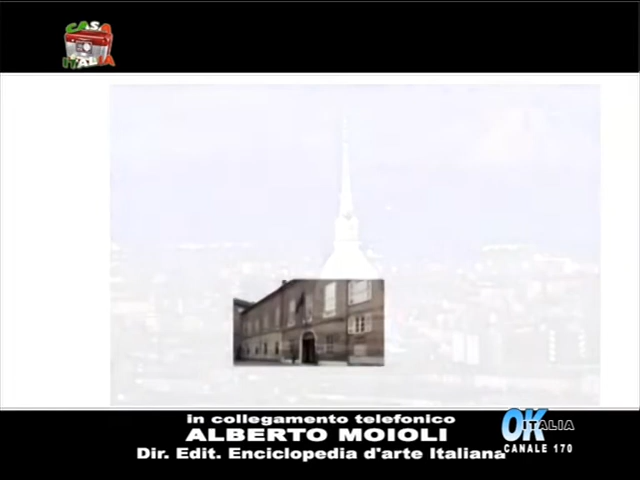 CASA
ITALIA
in collegamento telefonico
ALBERTO MOIOLI
Dir. Edit. Enciclopedia d'arte Italiana
OK
ITALIA
CANALE 170